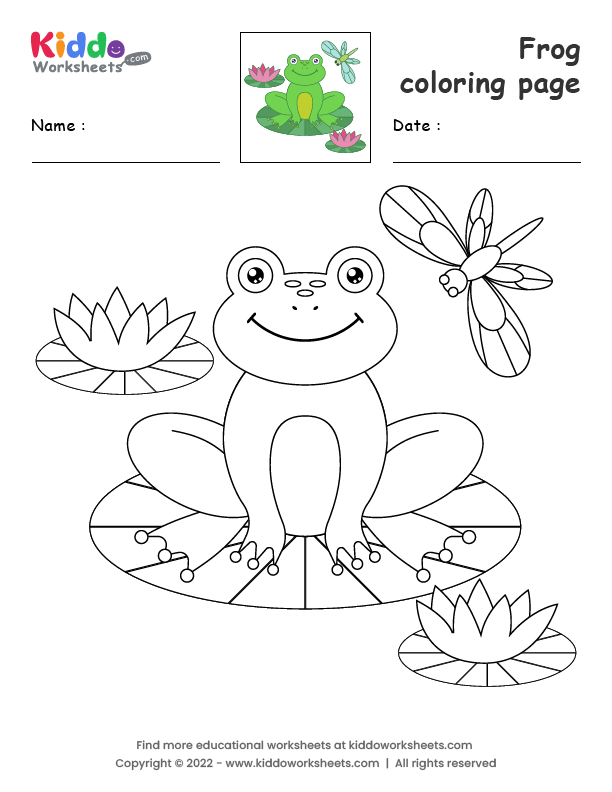 Kiddo
Worksheets.com
Frog
coloring page
Name :
Date :
Find more educational worksheets at kiddoworksheets.com
Copyright © 2022 - www.kiddoworksheets.com | All rights reserved